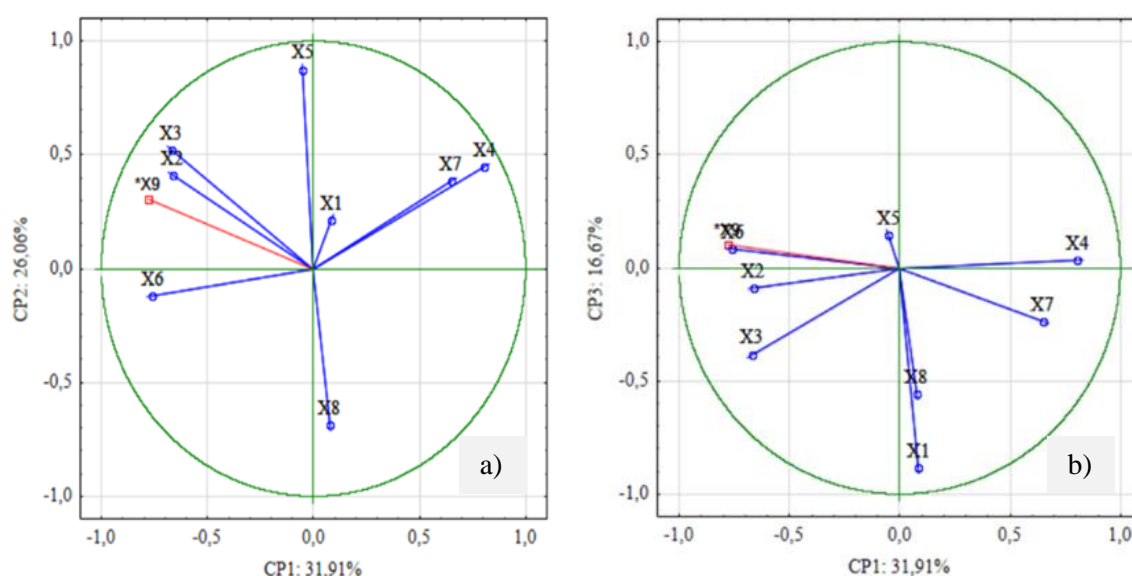 1,0
0,5
0,0
-0,5
-1,0
CP2: 26,06%
X5
X3
X2
*X9
X7
X4
X1
X6
X8
a)
-1,0 -0,5 0,0 0,5 1,0
CP1: 31,91%
1,0
0,5
0,0
-0,5
-1,0
CP3: 16,67%
X5
*X9
X6
X4
X2
X7
X3
X8
X1
b)
-1,0 -0,5 0,0 0,5 1,0
CP1: 31,91%